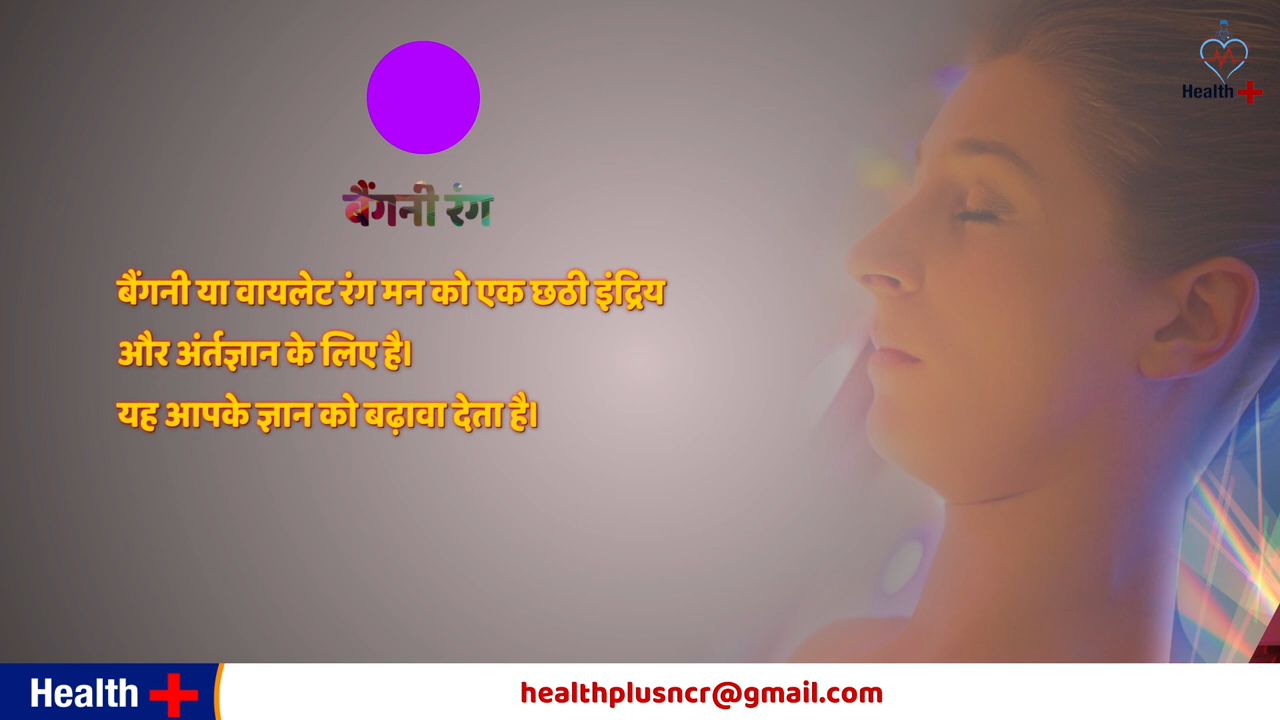 Health
बैंगनी रंग
बैंगनी या वायलेट रंग मन को एक छठी इंद्रिय
और अंर्तज्ञान के लिए है।
यह आपके ज्ञान को बढ़ावा देता है।
Health
healthplusncr@gmail.com